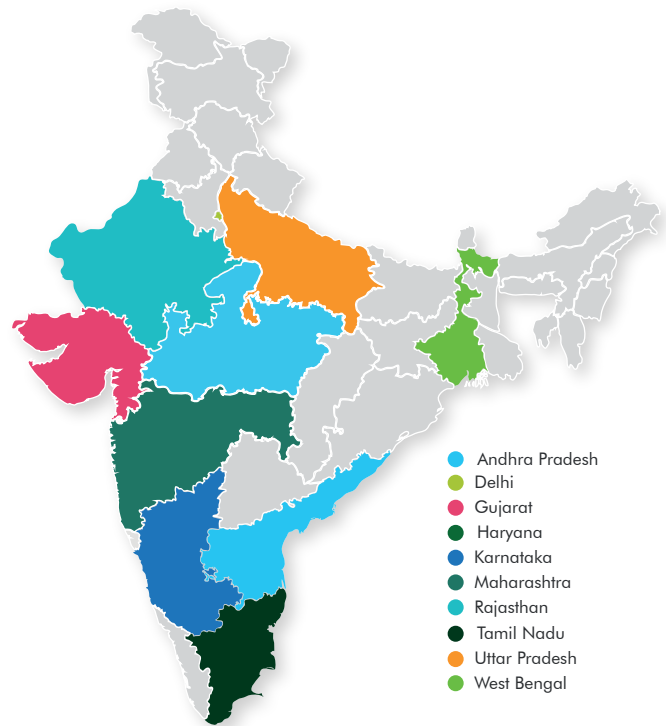 Andhra Pradesh
Delhi
Gujarat
Haryana
Karnataka
Maharashtra
Rajasthan
Tamil Nadu
Uttar Pradesh
West Bengal